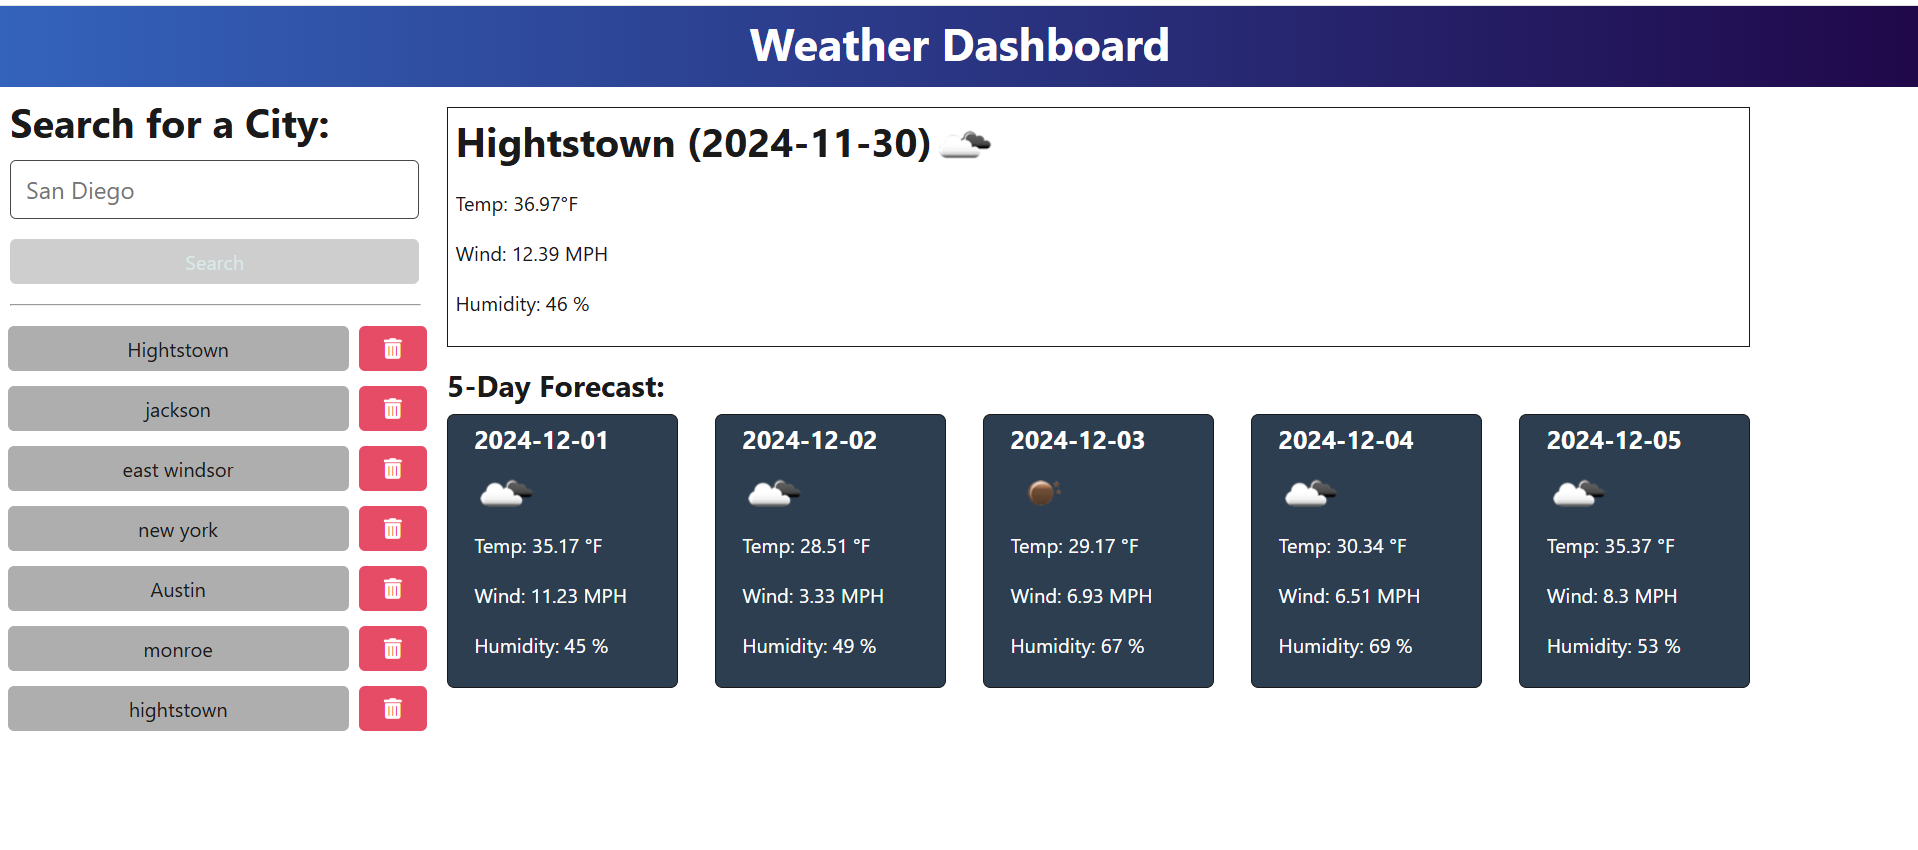 Weather Dashboard
Search for a City:
San Diego
Search
Hightstown
jackson
east windsor
new york
Austin
monroe
hightstown
Hightstown (2024-11-30)
Temp: 36.97°F
Wind: 12.39 MPH
Humidity: 46 %
5-Day Forecast:
2024-12-01
Temp: 35.17 °F
Wind: 11.23 MPH
Humidity: 45 %
2024-12-02
Temp: 28.51 °F
Wind: 3.33 MPH
Humidity: 49 %
2024-12-03
Temp: 29.17 °F
Wind: 6.93 MPH
Humidity: 67 %
2024-12-04
Temp: 30.34 °F
Wind: 6.51 MPH
Humidity: 69 %
2024-12-05
Temp: 35.37 °F
Wind: 8.3 MPH
Humidity: 53 %